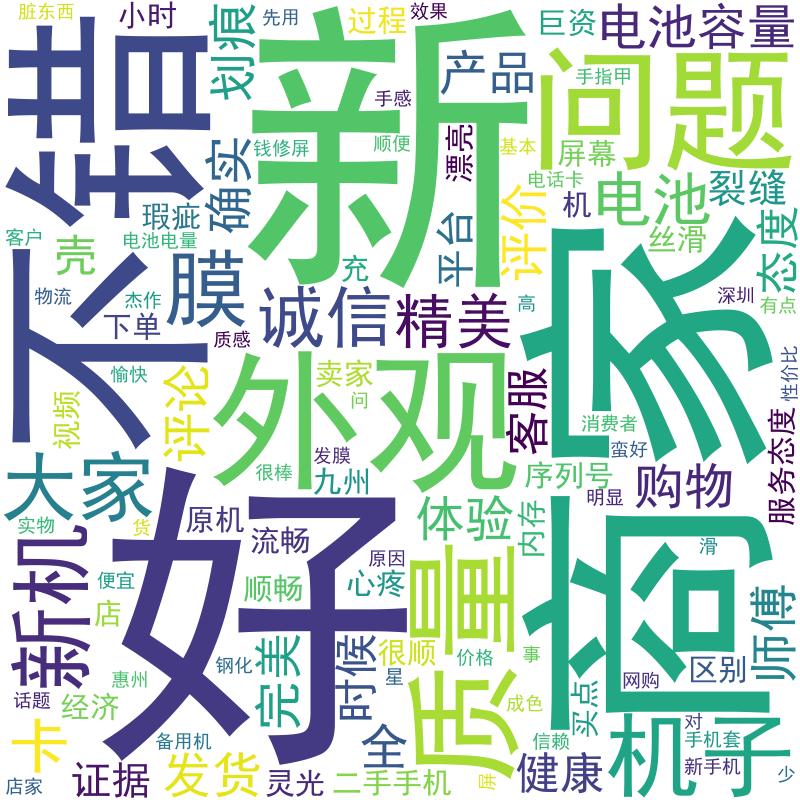 脏东西
小时
划痕
先用
过程
效果
巨资
电池容量
不错
新
产品
手感
问题
手指甲
确实
钱修屏
顺便
漂亮
基本
屏幕
电话卡
瑕疵
平台
评价
机
电池
裂缝
客户
电池电量
壳
膜
充
丝滑
态度
物流
杰作
下单
质感
诚信
精美
高
商家
深圳
有点
愉快
外观
卖家
问
客服
性价比
视频
评论
消费者
蛮好
大家
很棒
发膜
九州
序列号
明显
购物
服务态度
实物
货
好
原机
流畅
体验
内存
新机
便宜
店
顺畅
原因
心疼
质量
滑
师傅
钢化
完美
时候
很顺
价格
事
网购
区别
话题
经济
惠州
星
成色
买点
对
卡
备用机
全
信赖
机子
手机套
店家
证据
发货
灵光
二手手机
屏
健康
新手机
少